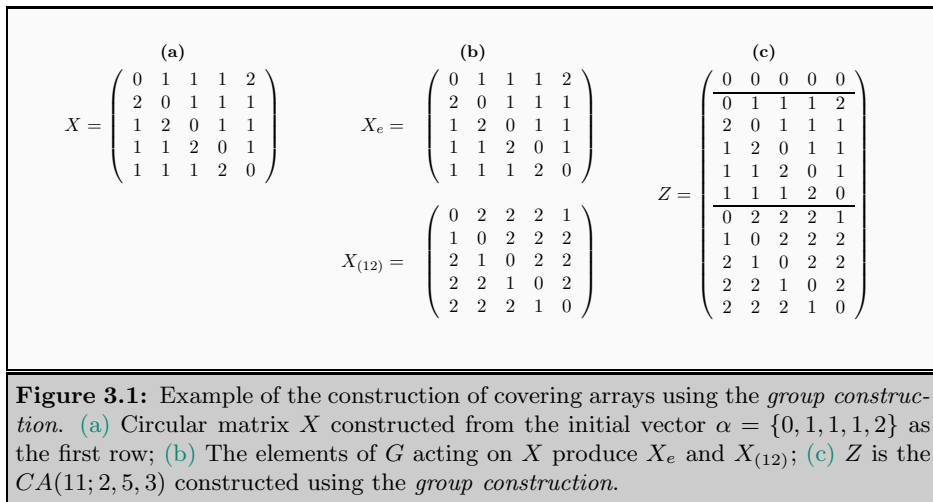 (a) (b) (c)
X = ( 0 1 1 1 2
2 0 1 1 1
1 2 0 1 1
1 1 2 0 1
1 1 1 2 0 )
X_e = ( 0 1 1 1 2
2 0 1 1 1
1 2 0 1 1
1 1 2 0 1
1 1 1 2 0 )
X_(12) = ( 0 2 2 2 1
1 0 2 2 2
2 1 0 2 2
2 2 1 0 2
2 2 2 1 0 )
Z = ( 0 0 0 0 0
0 1 1 1 2
2 0 1 1 1
1 2 0 1 1
1 1 2 0 1
1 1 1 2 0
0 2 2 2 1
1 0 2 2 2
2 1 0 2 2
2 2 1 0 2
2 2 2 1 0 )
Figure 3.1: Example of the construction of covering arrays using the group construc-
tion. (a) Circular matrix X constructed from the initial vector α = {0, 1, 1, 1, 2} as
the first row; (b) The elements of G acting on X produce X_e and X_(12); (c) Z is the
CA(11; 2, 5, 3) constructed using the group construction.